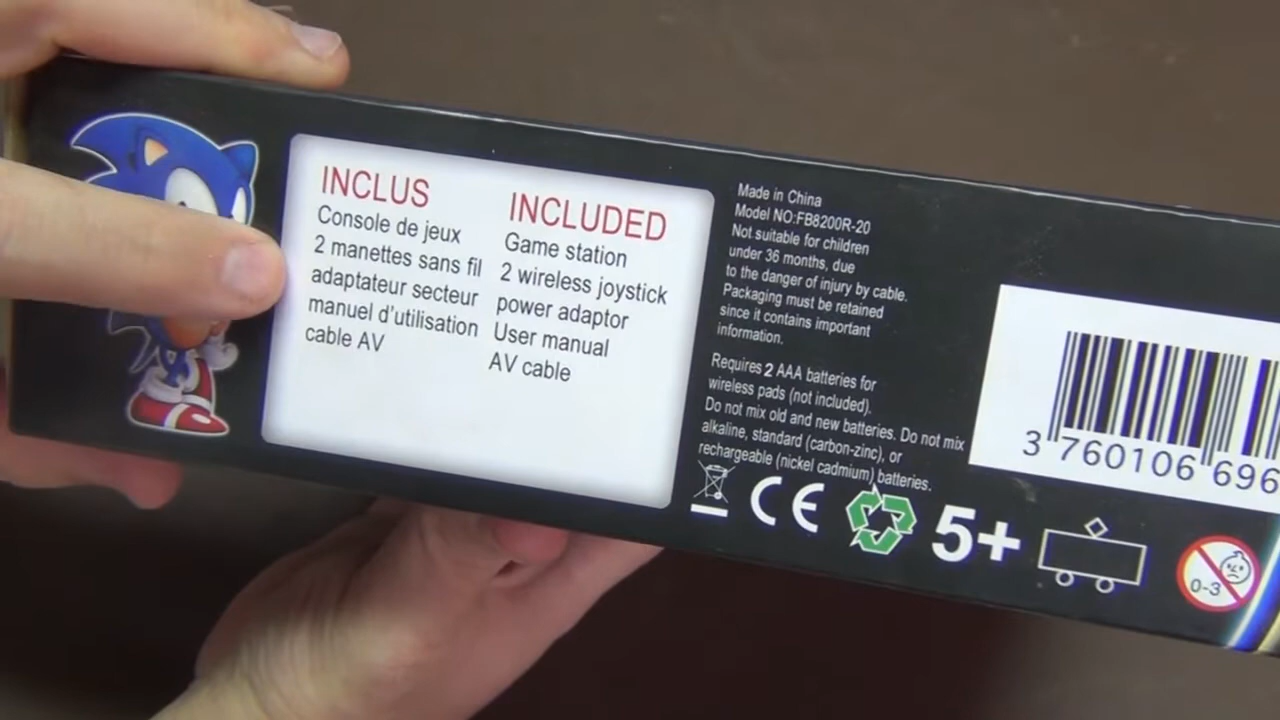 INCLUS
Console de jeux
2 manettes sans fil
adaptateur secteur
manuel d'utilisation
cable AV
INCLUDED
Game station
2 wireless joystick
power adaptor
User manual
AV cable
Made in China
Model NO:FB8200R-20
Not suitable for children
under 36 months, due
to the danger of injury by cable.
Packaging must be retained
since it contains important
information.
Requires 2 AAA batteries for
wireless pads (not included).
Do not mix old and new batteries. Do not mix
alkaline, standard (carbon-zinc), or
rechargeable (nickel cadmium) batteries.
CE
5+
0-3
3 760106 696